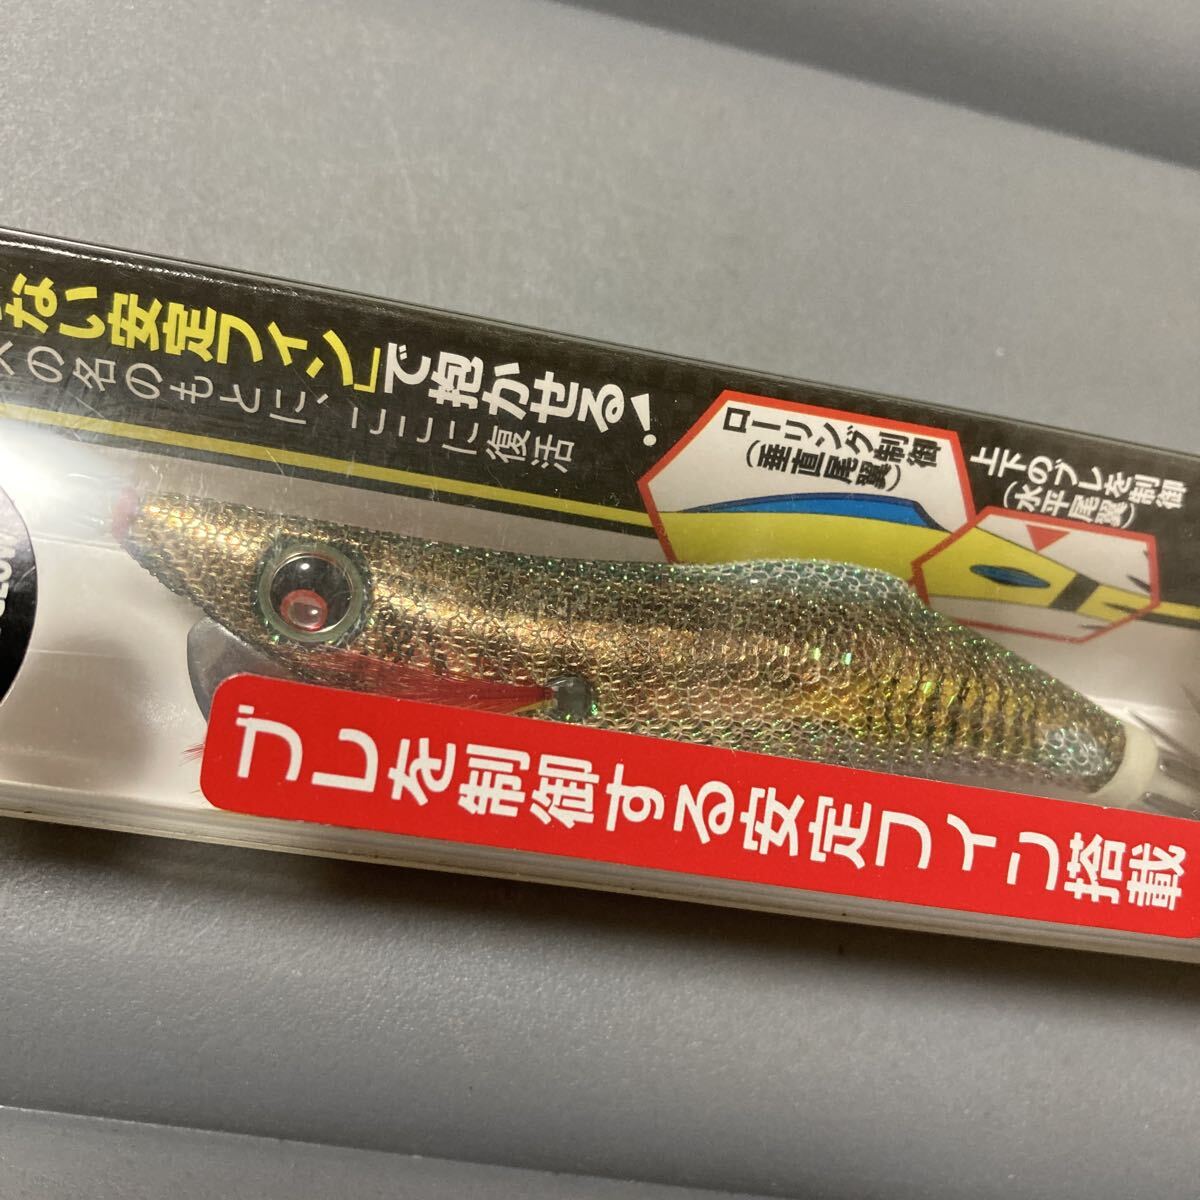 ない安定フィン」で抱かせる!
の名のもとに、ここに復活
ローリング制御
(垂直尾翼)
上下のブレを制御
(水平尾翼)
ブレを制御する安定フィン搭載